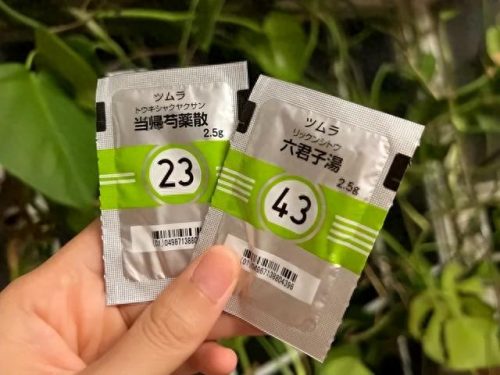 ツムラ
トウキシャクヤクサン
当帰芍薬散
2.5g
23
ツムラ
リックンシトウ
六君子湯
2.5g
43